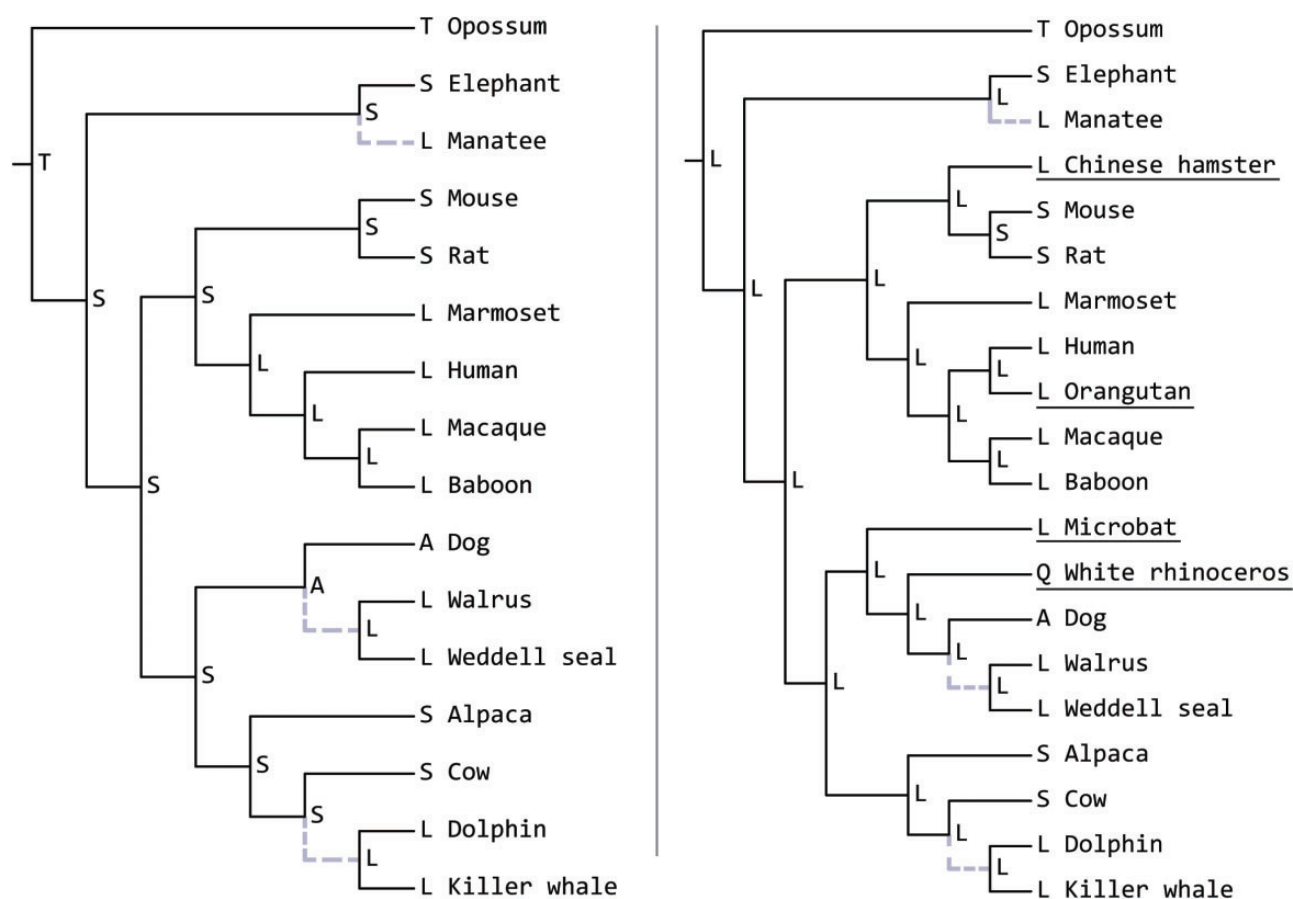 T Opossum
S Elephant
S
L Manatee
T
S Mouse
S
S Rat
S
S
L Marmoset
L
L Human
L
L Macaque
L
S
L Baboon
A Dog
A
L Walrus
L
L Weddell seal
S
S Alpaca
S
S Cow
S
L Dolphin
L
L Killer whale
T Opossum
S Elephant
L
L Manatee
L
L Chinese hamster
L
S Mouse
S
S Rat
L
L
L Marmoset
L
L Human
L
L Orangutan
L
L Macaque
L
L
L Baboon
L Microbat
L
Q White rhinoceros
L
A Dog
L
L Walrus
L
L
L Weddell seal
S Alpaca
L
S Cow
L
L Dolphin
L
L Killer whale